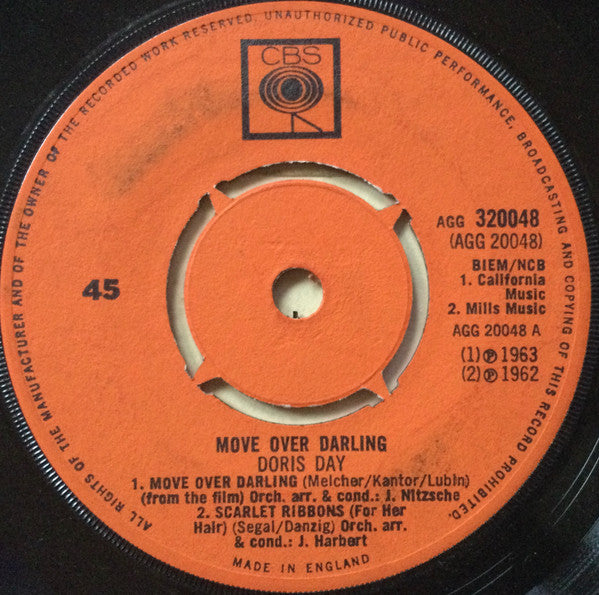 ALL RIGHTS OF THE MANUFACTURER AND OF THE OWNER OF THE RECORDED WORK RESERVED. UNAUTHORIZED PUBLIC PERFORMANCE, BROADCASTING AND COPYING OF THIS RECORD PROHIBITED.
CBS
45
AGG 320048
(AGG 20048)
BIEM/NCB
1. California
Music
2. Mills Music
AGG 20048 A
(1)℗1963
(2)℗1962
MOVE OVER DARLING
DORIS DAY
1. MOVE OVER DARLING (Melcher/Kantor/Lubin)
(from the film) Orch. arr. & cond.: J. Nitzsche
2. SCARLET RIBBONS (For Her
Hair) (Segal/Danzig) Orch. arr.
& cond.: J. Harbert
MADE IN ENGLAND